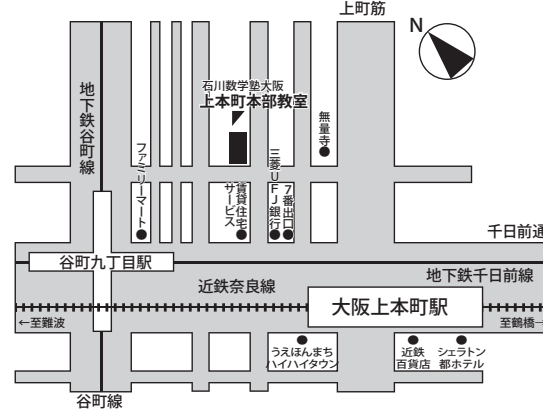 上町筋
N
石川数学塾大阪
上本町本部教室
地下鉄谷町線
無量寺
ファミリーマート
賃貸住宅
サービス
三菱UFJ銀行
7番出口
千日前通
谷町九丁目駅
地下鉄千日前線
近鉄奈良線
大阪上本町駅
←至難波
至鶴橋→
うえほんまち
ハイハイタウン
近鉄
百貨店
シェラトン
都ホテル
谷町線